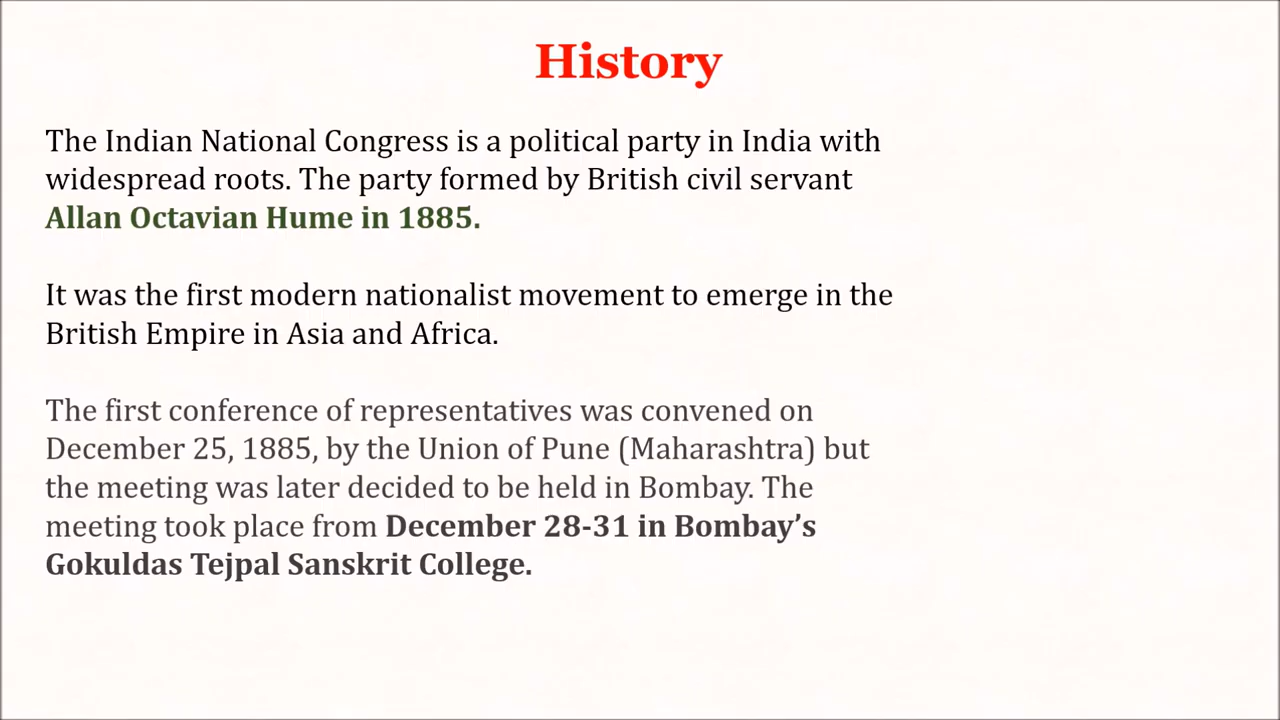 History
The Indian National Congress is a political party in India with
widespread roots. The party formed by British civil servant
Allan Octavian Hume in 1885.
It was the first modern nationalist movement to emerge in the
British Empire in Asia and Africa.
The first conference of representatives was convened on
December 25, 1885, by the Union of Pune (Maharashtra) but
the meeting was later decided to be held in Bombay. The
meeting took place from December 28-31 in Bombay’s
Gokuldas Tejpal Sanskrit College.